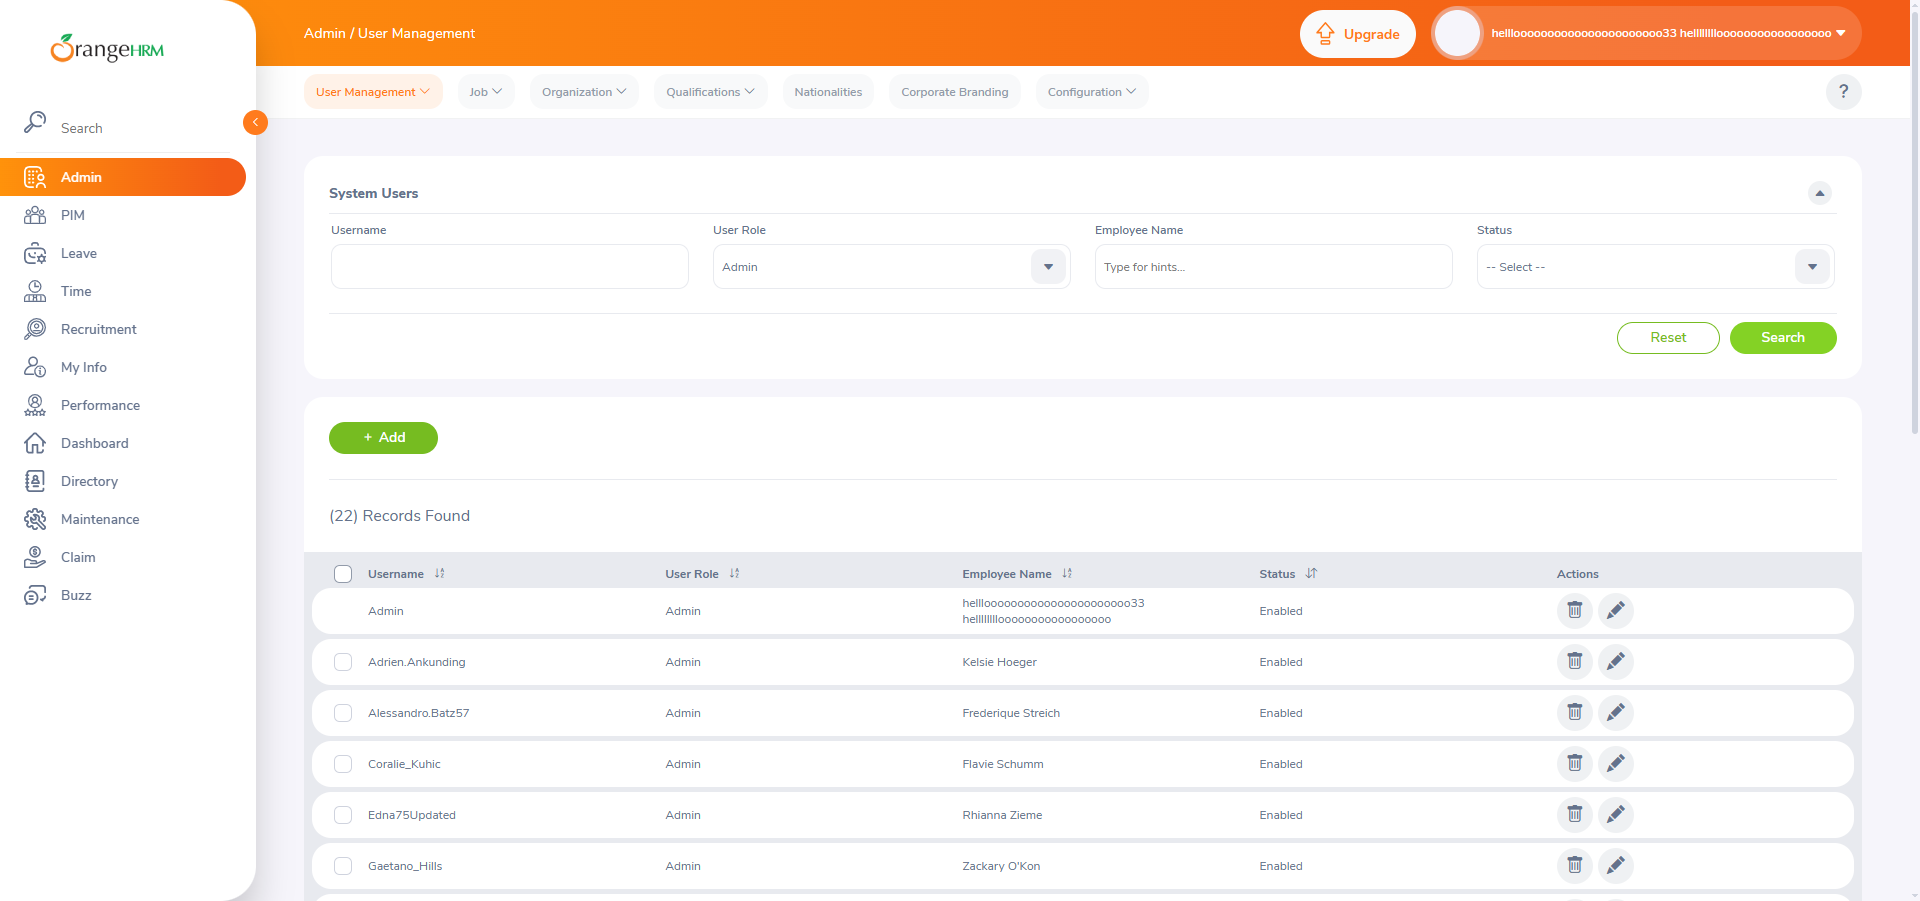 OrangeHRM
Admin / User Management
Upgrade
User Management
Job
Organization
Qualifications
Nationalities
Corporate Branding
Configuration
?
Search
Admin
PIM
Leave
Time
Recruitment
My Info
Performance
Dashboard
Directory
Maintenance
Claim
Buzz
System Users
Username
User Role
Employee Name
Status
Admin
Type for hints...
-- Select --
Reset
Search
+ Add
(22) Records Found
Username
User Role
Employee Name
Status
Actions
Admin
Admin
Enabled
Adrien.Ankunding
Admin
Kelsie Hoeger
Enabled
Alessandro.Batz57
Admin
Frederique Streich
Enabled
Coralie_Kuhic
Admin
Flavie Schumm
Enabled
Edna75Updated
Admin
Rhianna Zieme
Enabled
Gaetano_Hills
Admin
Zackary O'Kon
Enabled